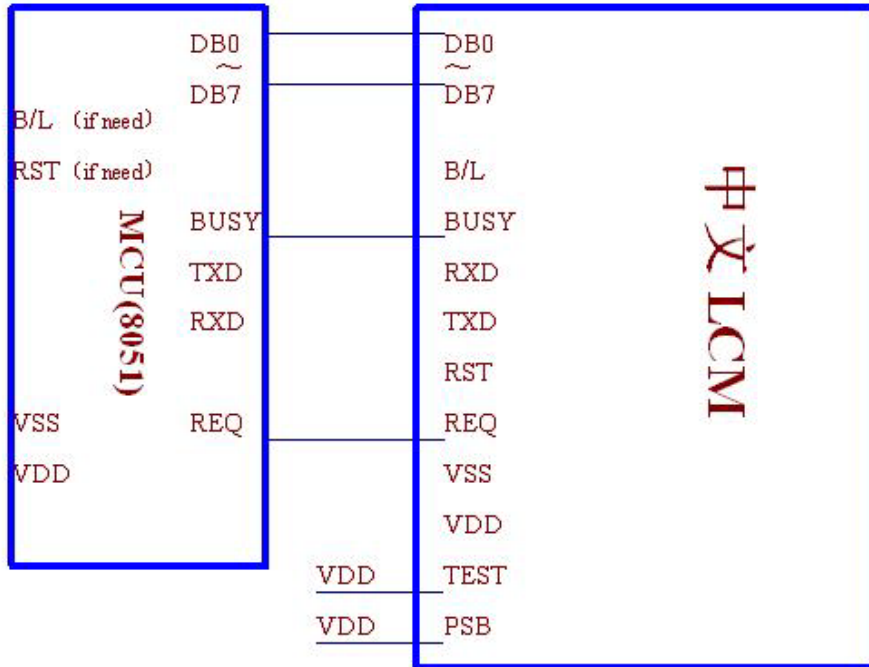 DB0
~
DB7
B/L (if need)
RST (if need)
BUSY
TXD
RXD
VSS
REQ
VDD
MCU(8051)
DB0
~
DB7
B/L
BUSY
RXD
TXD
RST
REQ
VSS
VDD
VDD TEST
VDD PSB
中文 LCM